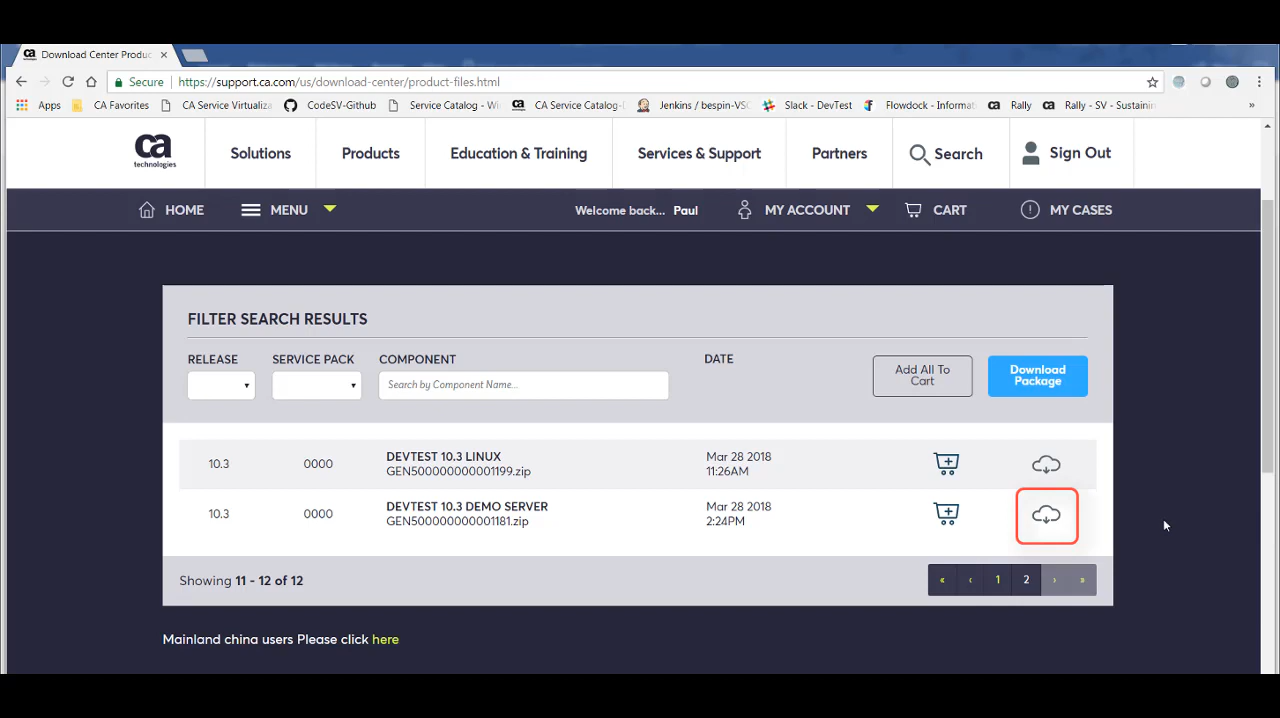 Download Center Produc
Secure https://support.ca.com/us/download-center/product-files.html
Apps CA Favorites CA Service Virtualiza CodeSV-Github Service Catalog - Wi CA Service Catalog- Jenkins / besem-VSC Slack - DevTest Flowdock - Informat Rally Rally - SV - Sustaini »
ca
technologies
Solutions Products Education & Training Services & Support Partners Search Sign Out
HOME MENU Welcome back... Paul MY ACCOUNT CART MY CASES
FILTER SEARCH RESULTS
RELEASE SERVICE PACK COMPONENT DATE
Search by Component Name...
Add All To
Cart
Download
Package
10.3 0000 DEVTEST 10.3 LINUX Mar 28 2018
GEN500000000001199.zip 11:26AM
10.3 0000 DEVTEST 10.3 DEMO SERVER Mar 28 2018
GEN500000000001181.zip 2:24PM
Showing 11 - 12 of 12 « ‹ 1 2 › »
Mainland china users Please click here